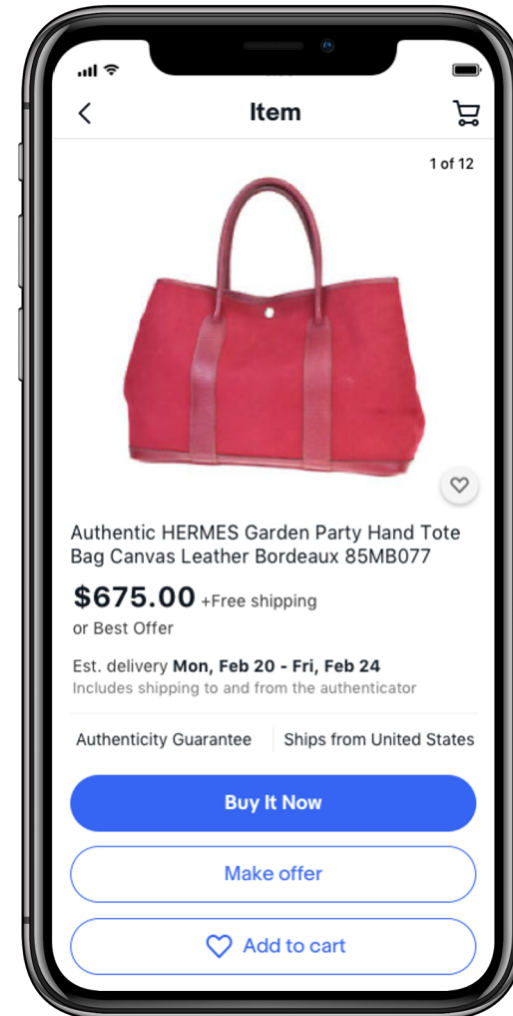 Item
1 of 12
Authentic HERMES Garden Party Hand Tote
Bag Canvas Leather Bordeaux 85MB077
$675.00 +Free shipping
or Best Offer
Est. delivery Mon, Feb 20 - Fri, Feb 24
Includes shipping to and from the authenticator
Authenticity Guarantee Ships from United States
Buy It Now
Make offer
Add to cart